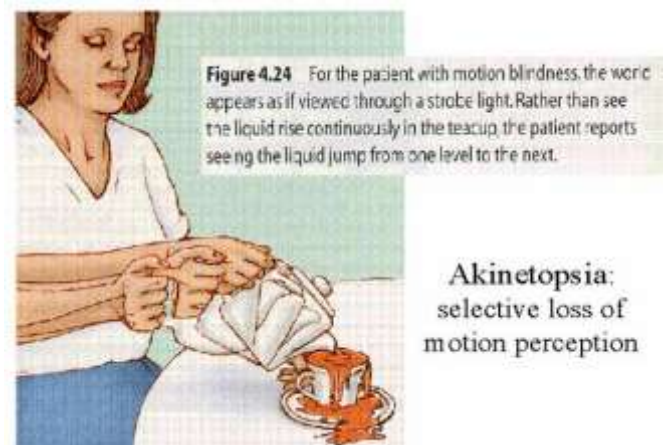 Figure 4.24 For the patient with motion blindness, the world
appears as if viewed through a strobe light. Rather than see
the liquid rise continuously in the teacup, the patient reports
seeing the liquid jump from one level to the next.
Akinetopsia:
selective loss of
motion perception